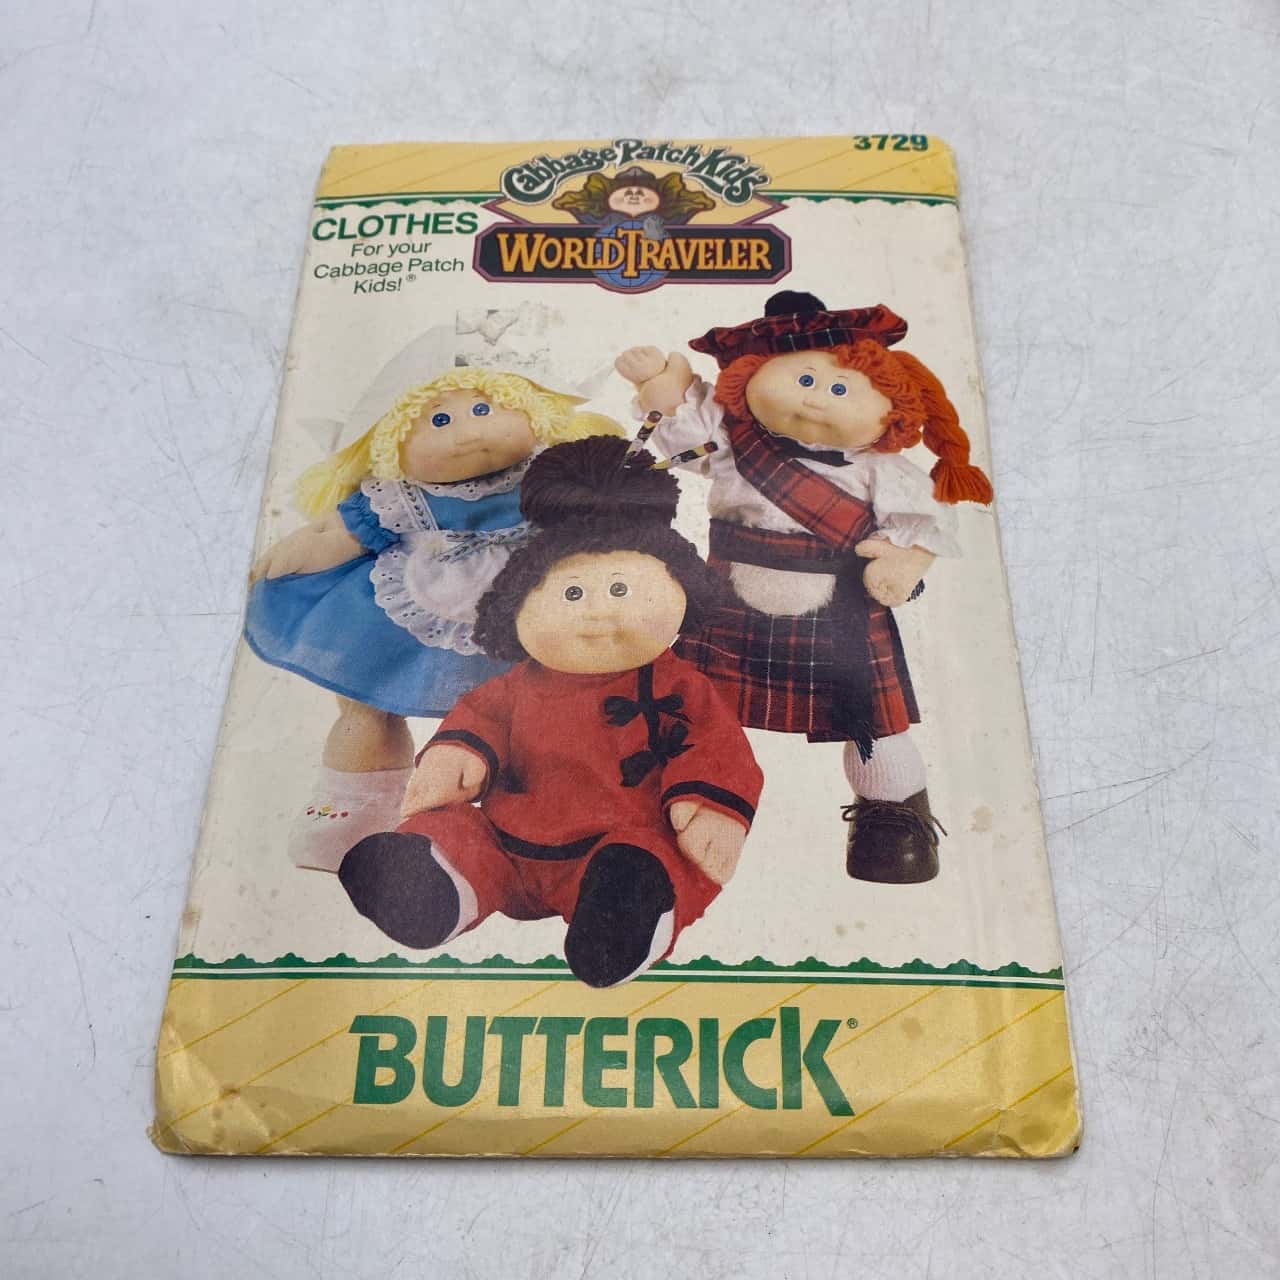 3729
Cabbage Patch Kids
WORLD TRAVELER
CLOTHES
For your
Cabbage Patch
Kids!®
BUTTERICK®